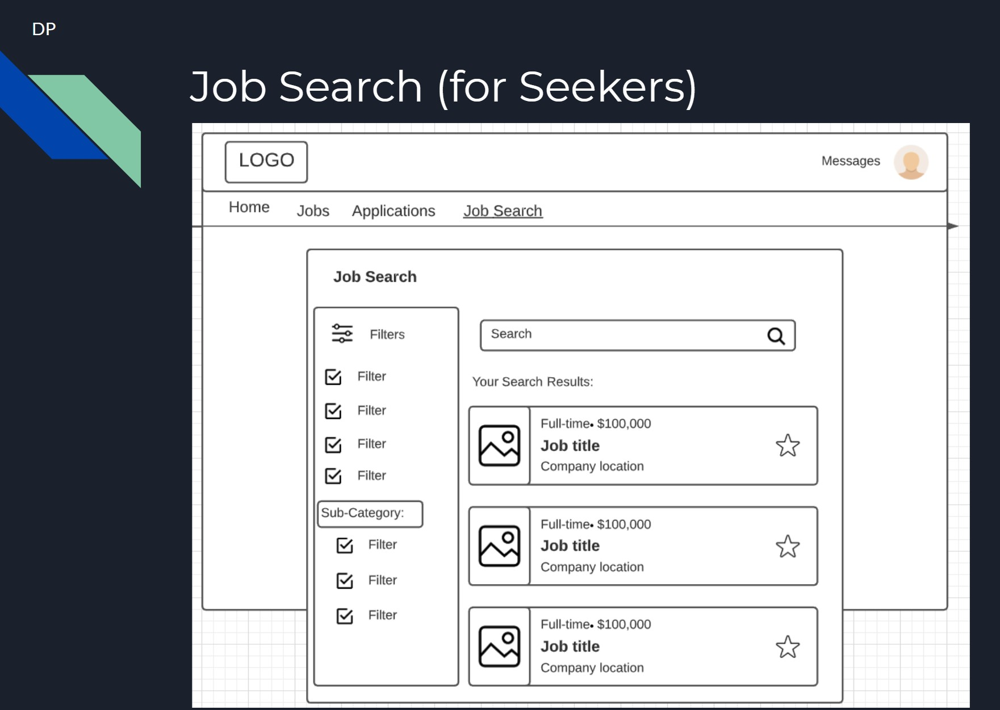 DP
Job Search (for Seekers)
LOGO
Messages
Home Jobs Applications Job Search
Job Search
Filters
Filter
Filter
Filter
Filter
Sub-Category:
Filter
Filter
Filter
Search
Your Search Results:
Full-time• $100,000
Job title
Company location
Full-time• $100,000
Job title
Company location
Full-time• $100,000
Job title
Company location